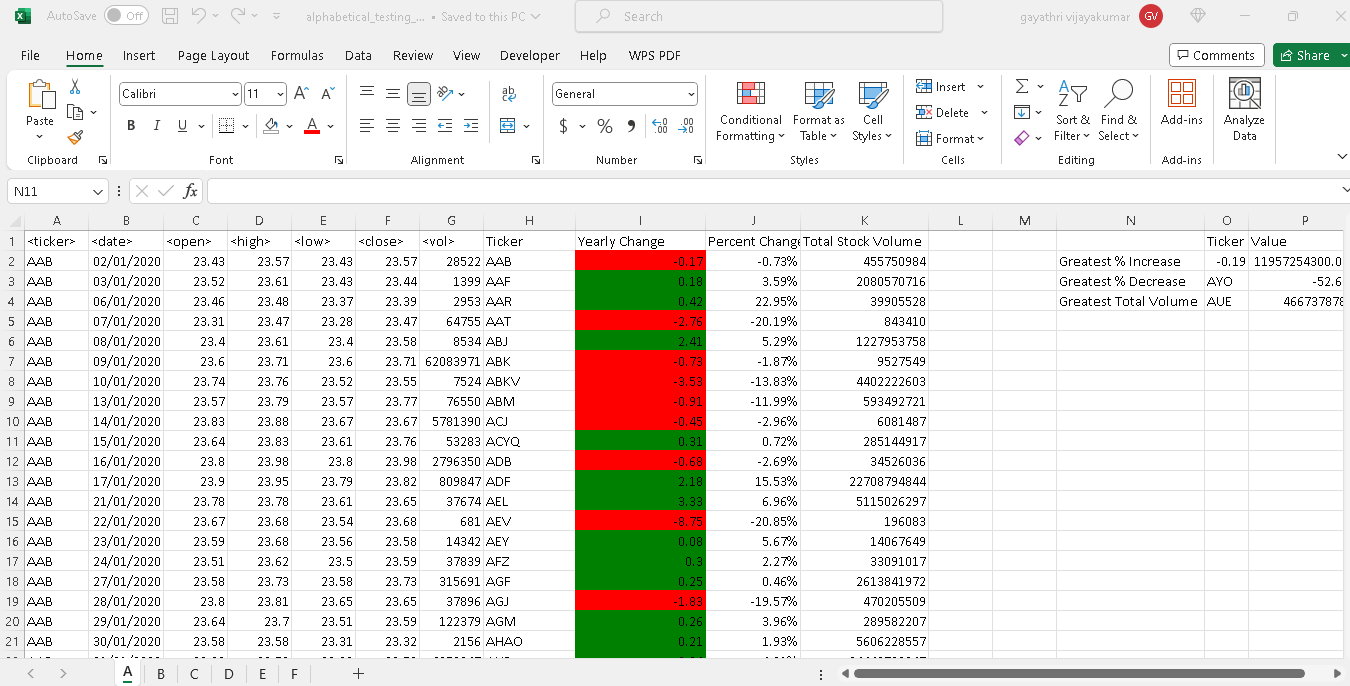 AutoSave Off alphabetical_testing_... • Saved to this PC Search gayathri vijayakumar GV
File Home Insert Page Layout Formulas Data Review View Developer Help WPS PDF Comments Share
Paste
Clipboard
Calibri 11
B I U A
Font
ab
Alignment
General
$ % 9
Number
Conditional Formatting
Format as Table
Cell Styles
Styles
Insert
Delete
Format
Cells
Sort & Filter
Find & Select
Editing
Add-ins
Add-ins
Analyze Data
N11 fx
A B C D E F G H I J K L M N O P
1 <ticker> <date> <open> <high> <low> <close> <vol> Ticker Yearly Change Percent Change Total Stock Volume Ticker Value
2 AAB 02/01/2020 23.43 23.57 23.43 23.57 28522 AAB -0.17 -0.73% 455750984 Greatest % Increase -0.19 11957254300.0
3 AAB 03/01/2020 23.52 23.61 23.43 23.44 1399 AAF 0.18 3.59% 2080570716 Greatest % Decrease AYO -52.6
4 AAB 06/01/2020 23.46 23.48 23.37 23.39 2953 AAR 0.42 22.95% 39905528 Greatest Total Volume AUE 466737878
5 AAB 07/01/2020 23.31 23.47 23.28 23.47 64755 AAT -2.76 -20.19% 843410
6 AAB 08/01/2020 23.4 23.61 23.4 23.58 8534 ABJ 2.41 5.29% 1227953758
7 AAB 09/01/2020 23.6 23.71 23.6 23.71 62083971 ABK -0.73 -1.87% 9527549
8 AAB 10/01/2020 23.74 23.76 23.52 23.55 7524 ABKV -3.53 -13.83% 4402222603
9 AAB 13/01/2020 23.57 23.79 23.57 23.77 76550 ABM -0.91 -11.99% 593492721
10 AAB 14/01/2020 23.83 23.88 23.67 23.67 5781390 ACJ -0.45 -2.96% 6081487
11 AAB 15/01/2020 23.64 23.83 23.61 23.76 53283 ACYQ 0.31 0.72% 285144917
12 AAB 16/01/2020 23.8 23.98 23.8 23.98 2796350 ADB -0.68 -2.69% 34526036
13 AAB 17/01/2020 23.9 23.95 23.79 23.82 809847 ADF 2.18 15.53% 22708794844
14 AAB 21/01/2020 23.78 23.78 23.61 23.65 37674 AEL 3.33 6.96% 5115026297
15 AAB 22/01/2020 23.67 23.68 23.54 23.68 681 AEV -8.75 -20.85% 196083
16 AAB 23/01/2020 23.59 23.68 23.56 23.58 14342 AEY 0.08 5.67% 14067649
17 AAB 24/01/2020 23.51 23.62 23.5 23.59 37839 AFZ 0.3 2.27% 33091017
18 AAB 27/01/2020 23.58 23.73 23.58 23.73 315691 AGF 0.25 0.46% 2613841972
19 AAB 28/01/2020 23.8 23.81 23.65 23.65 37896 AGJ -1.83 -19.57% 470205509
20 AAB 29/01/2020 23.64 23.7 23.51 23.59 122379 AGM 0.26 3.96% 289582207
21 AAB 30/01/2020 23.58 23.58 23.31 23.32 2156 AHAO 0.21 1.93% 5606228557
A B C D E F